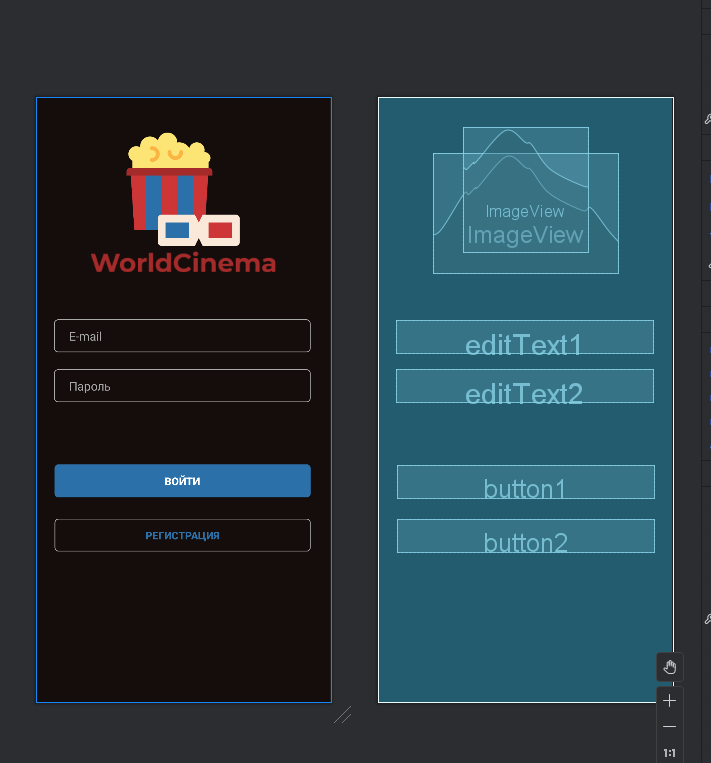 WorldCinema
E-mail
Пароль
ВОЙТИ
РЕГИСТРАЦИЯ
ImageView
ImageView
editText1
editText2
button1
button2
1:1